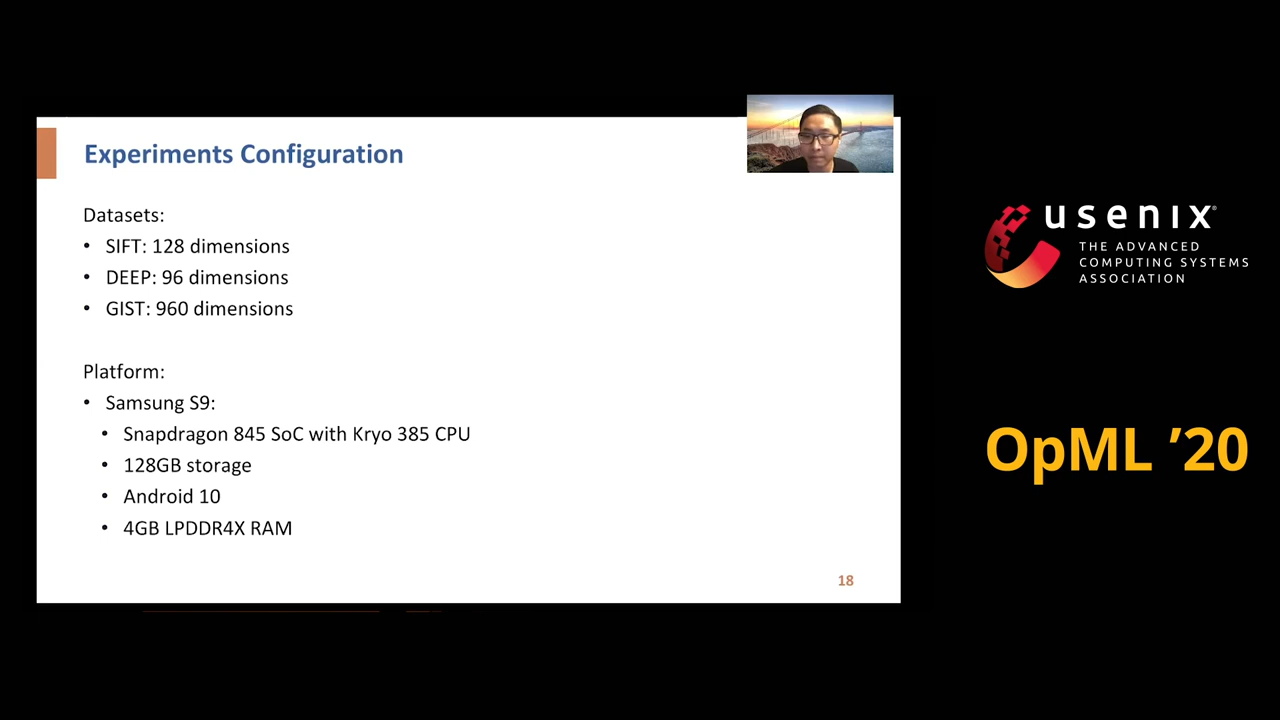 Experiments Configuration
Datasets:
• SIFT: 128 dimensions
• DEEP: 96 dimensions
• GIST: 960 dimensions
Platform:
• Samsung S9:
• Snapdragon 845 SoC with Kryo 385 CPU
• 128GB storage
• Android 10
• 4GB LPDDR4X RAM
18
usenix®
THE ADVANCED
COMPUTING SYSTEMS
ASSOCIATION
OpML ’20